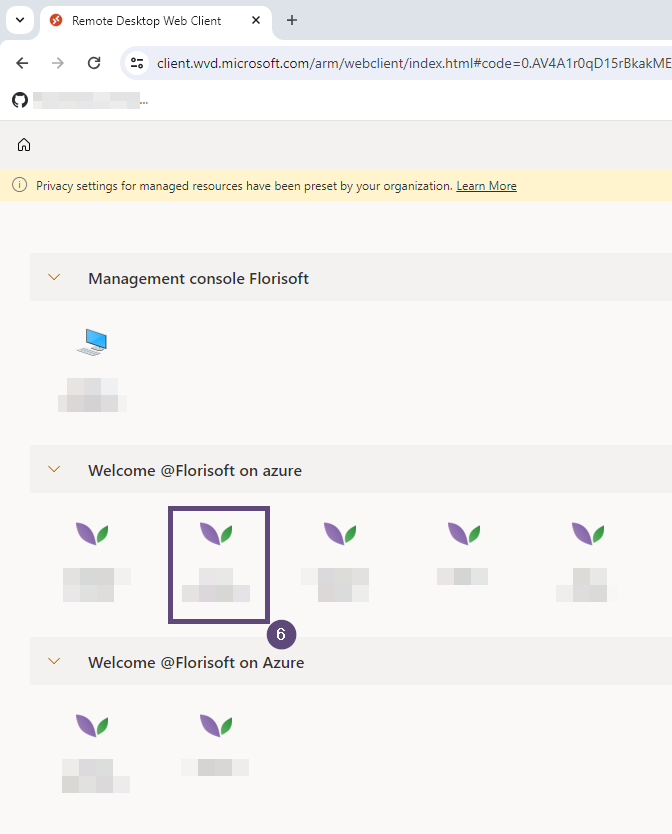 Remote Desktop Web Client
client.wvd.microsoft.com/arm/webclient/index.html#code=0.AV4A1r0qD15rBkakME
...
Privacy settings for managed resources have been preset by your organization. Learn More
Management console Florisoft
Welcome @Florisoft on azure
6
Welcome @Florisoft on Azure